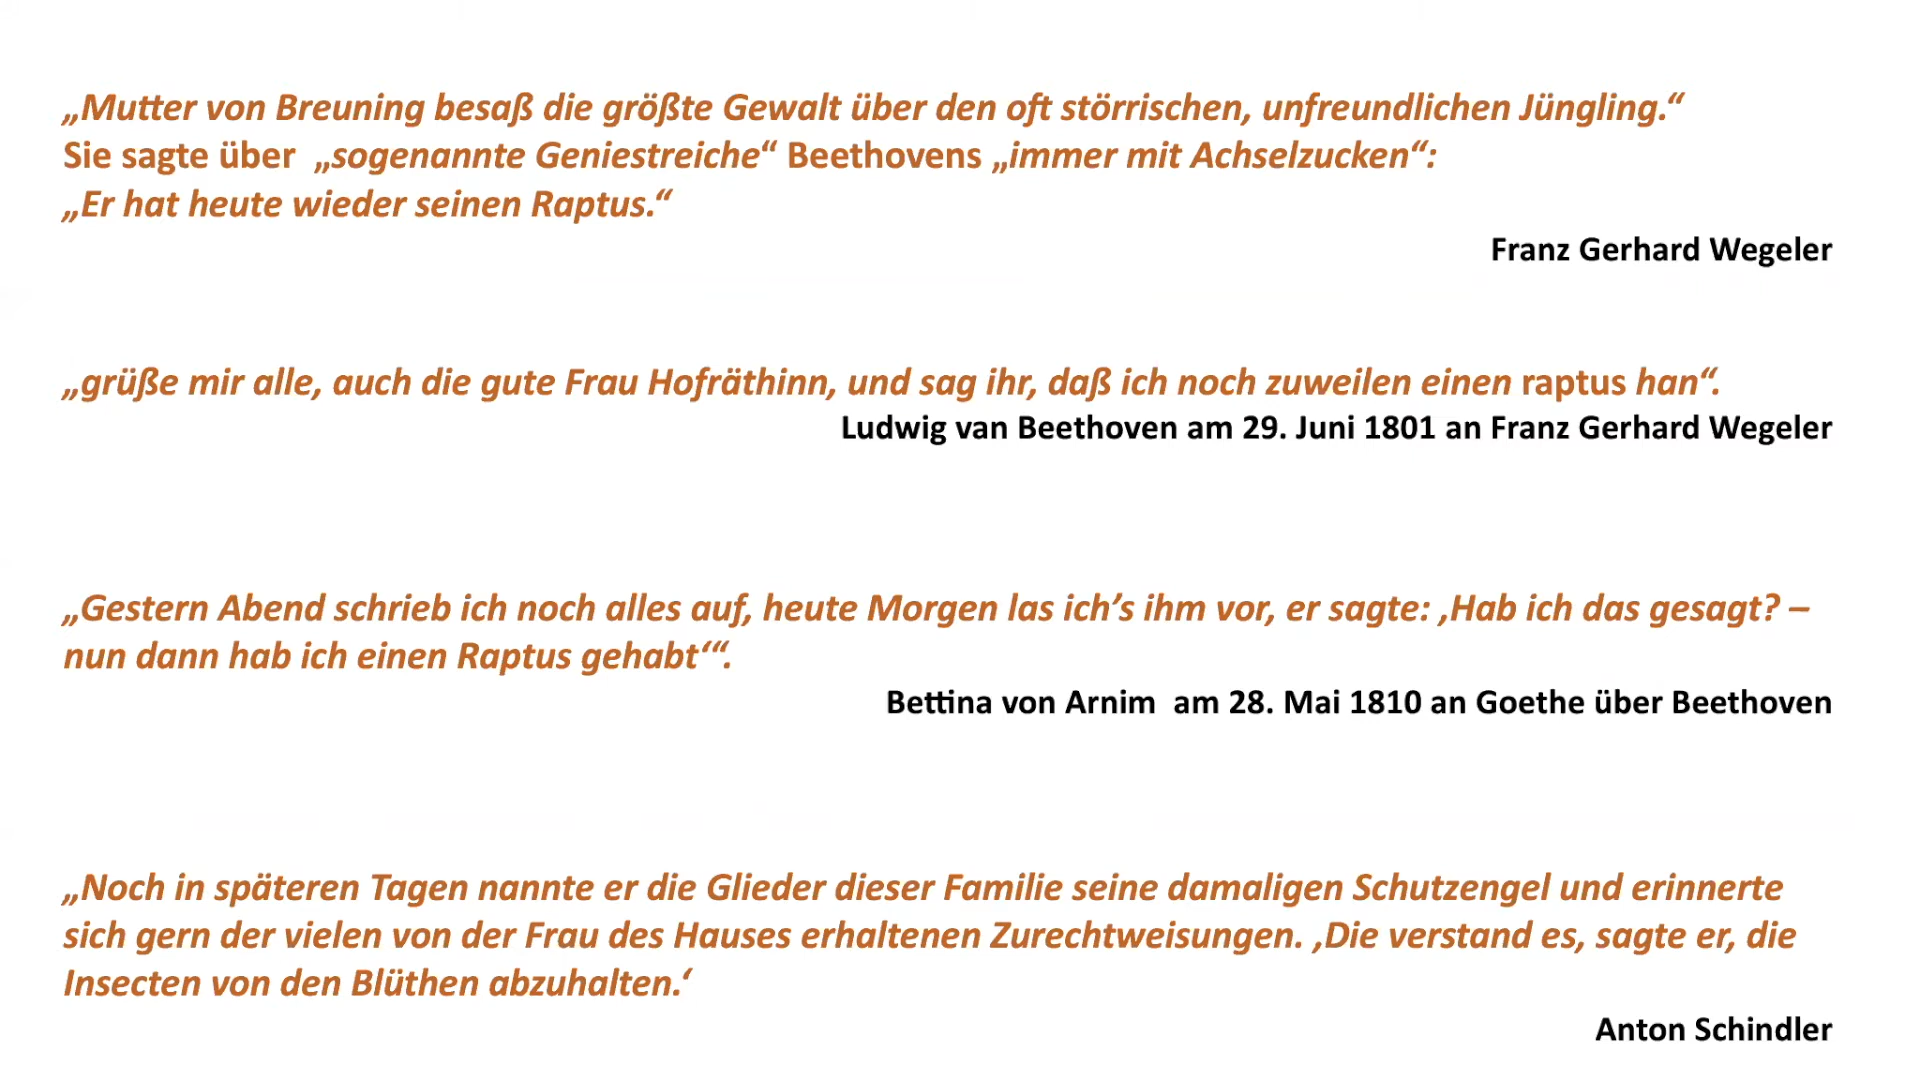 „Mutter von Breuning besaß die größte Gewalt über den oft störrischen, unfreundlichen Jüngling.“
Sie sagte über „sogenannte Geniestreiche“ Beethovens „immer mit Achselzucken“:
„Er hat heute wieder seinen Raptus.“
Franz Gerhard Wegeler
„grüße mir alle, auch die gute Frau Hofräthinn, und sag ihr, daß ich noch zuweilen einen raptus han“.
Ludwig van Beethoven am 29. Juni 1801 an Franz Gerhard Wegeler
„Gestern Abend schrieb ich noch alles auf, heute Morgen las ich’s ihm vor, er sagte: ‚Hab ich das gesagt? –
nun dann hab ich einen Raptus gehabt‘“.
Bettina von Arnim am 28. Mai 1810 an Goethe über Beethoven
„Noch in späteren Tagen nannte er die Glieder dieser Familie seine damaligen Schutzengel und erinnerte
sich gern der vielen von der Frau des Hauses erhaltenen Zurechtweisungen. ‚Die verstand es, sagte er, die
Insecten von den Blüthen abzuhalten.‘
Anton Schindler